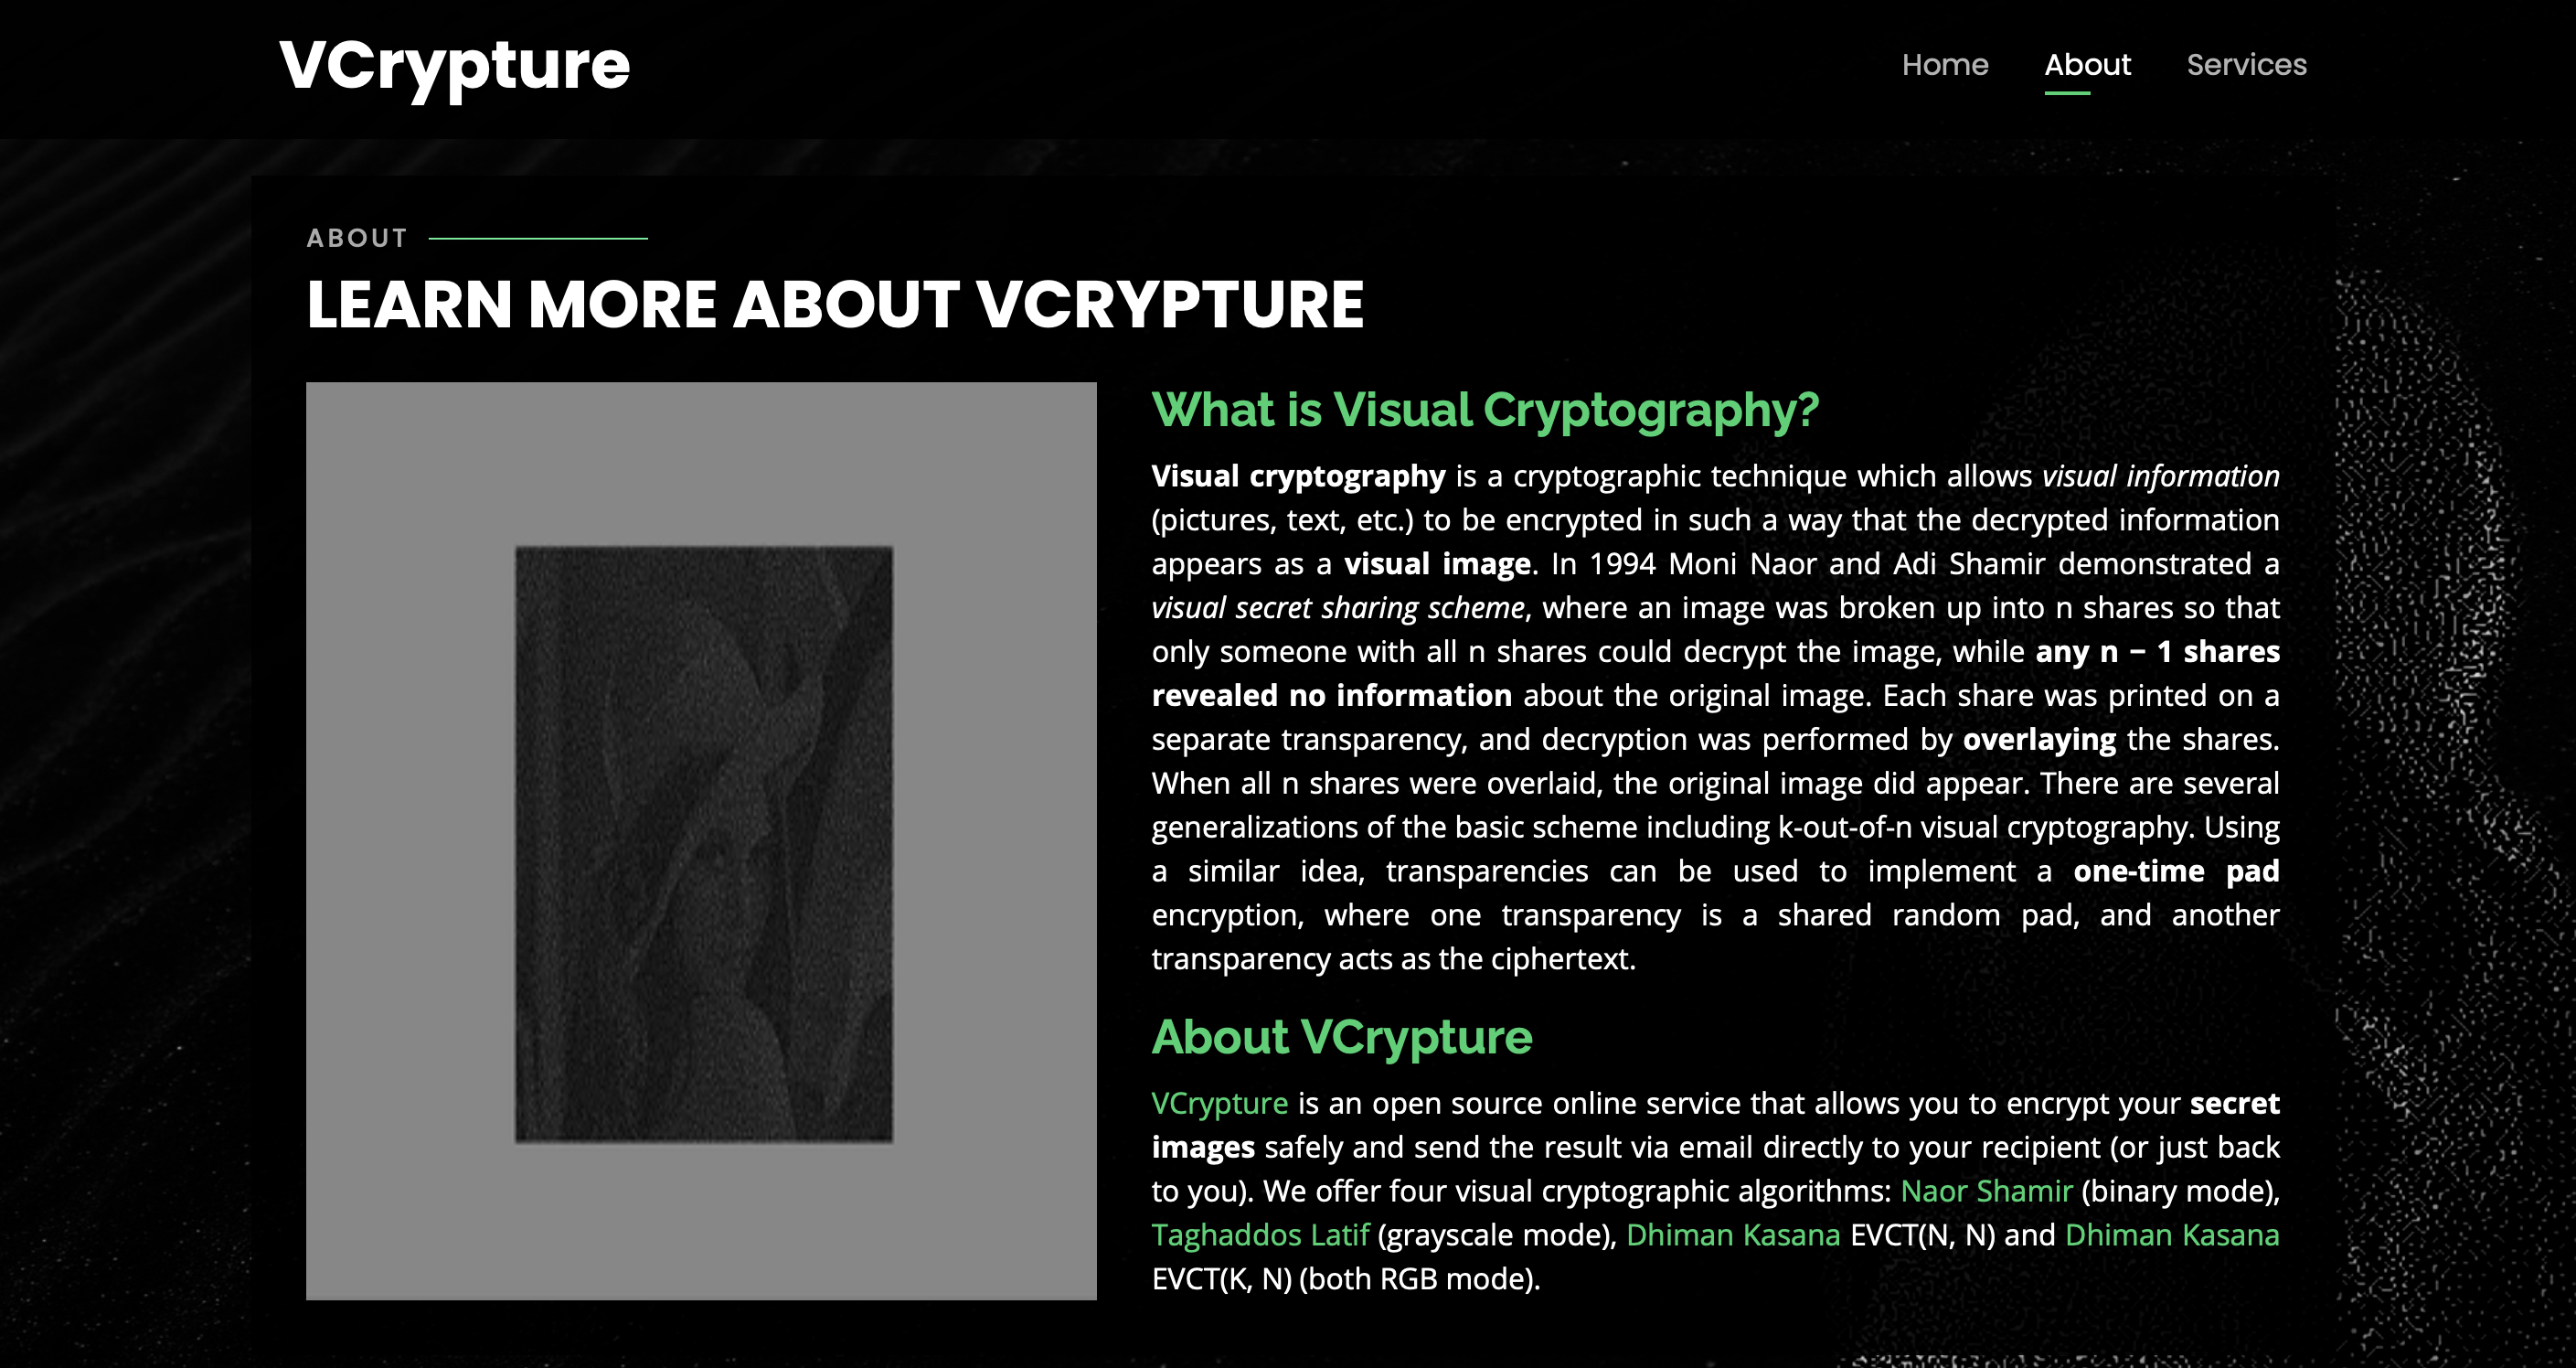 VCrypture
Home About Services
ABOUT
LEARN MORE ABOUT VCRYPTURE
What is Visual Cryptography?
Visual cryptography is a cryptographic technique which allows visual information
(pictures, text, etc.) to be encrypted in such a way that the decrypted information
appears as a visual image. In 1994 Moni Naor and Adi Shamir demonstrated a
visual secret sharing scheme, where an image was broken up into n shares so that
only someone with all n shares could decrypt the image, while any n − 1 shares
revealed no information about the original image. Each share was printed on a
separate transparency, and decryption was performed by overlaying the shares.
When all n shares were overlaid, the original image did appear. There are several
generalizations of the basic scheme including k-out-of-n visual cryptography. Using
a similar idea, transparencies can be used to implement a one-time pad
encryption, where one transparency is a shared random pad, and another
transparency acts as the ciphertext.
About VCrypture
VCrypture is an open source online service that allows you to encrypt your secret
images safely and send the result via email directly to your recipient (or just back
to you). We offer four visual cryptographic algorithms: Naor Shamir (binary mode),
Taghaddos Latif (grayscale mode), Dhiman Kasana EVCT(N, N) and Dhiman Kasana
EVCT(K, N) (both RGB mode).